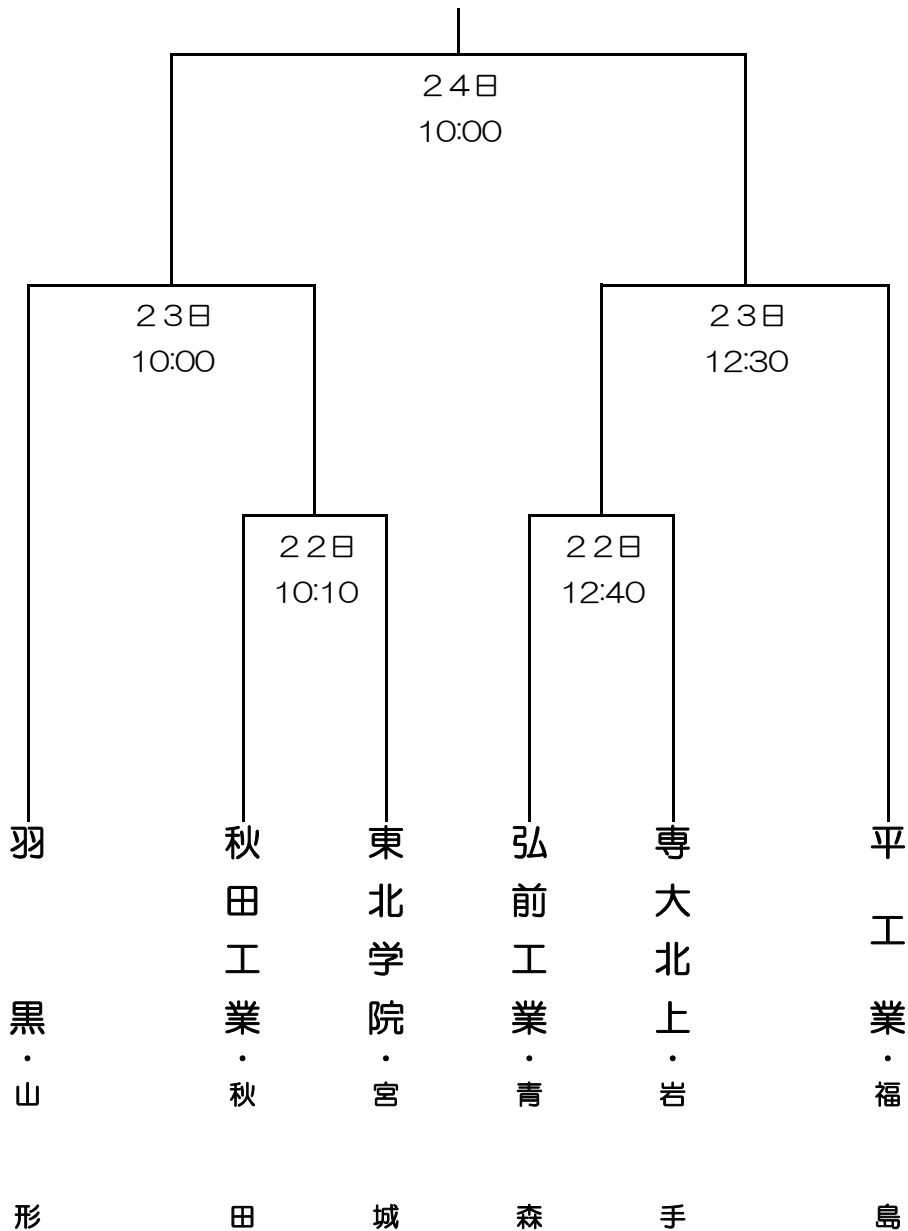 ２４日
10:00
２３日
10:00
２３日
12:30
２２日
10:10
２２日
12:40
羽黒・山形
秋田工業・秋田
東北学院・宮城
弘前工業・青森
専大北上・岩手
平工業・福島